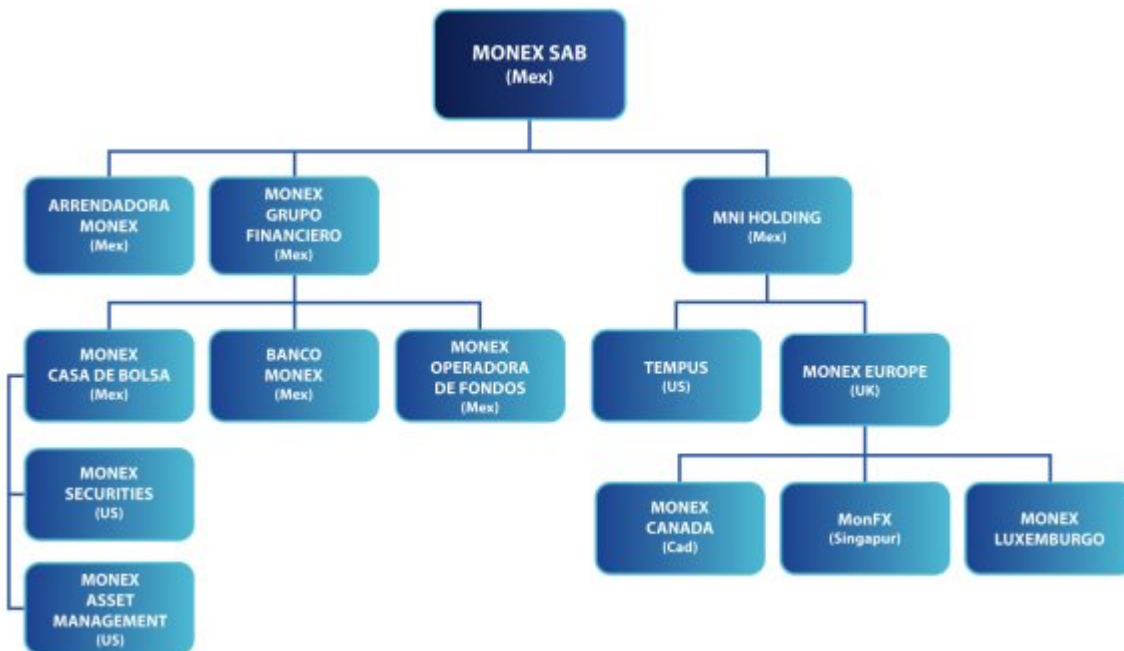 MONEX SAB
(Mex)
ARRENDADORA
MONEX
(Mex)
MONEX
GRUPO
FINANCIERO
(Mex)
MNI HOLDING
(Mex)
MONEX
CASA DE BOLSA
(Mex)
BANCO
MONEX
(Mex)
MONEX
OPERADORA
DE FONDOS
(Mex)
TEMPUS
(US)
MONEX EUROPE
(UK)
MONEX
SECURITIES
(US)
MONEX
CANADA
(Cad)
MonFX
(Singapur)
MONEX
LUXEMBURGO
MONEX
ASSET
MANAGEMENT
(US)